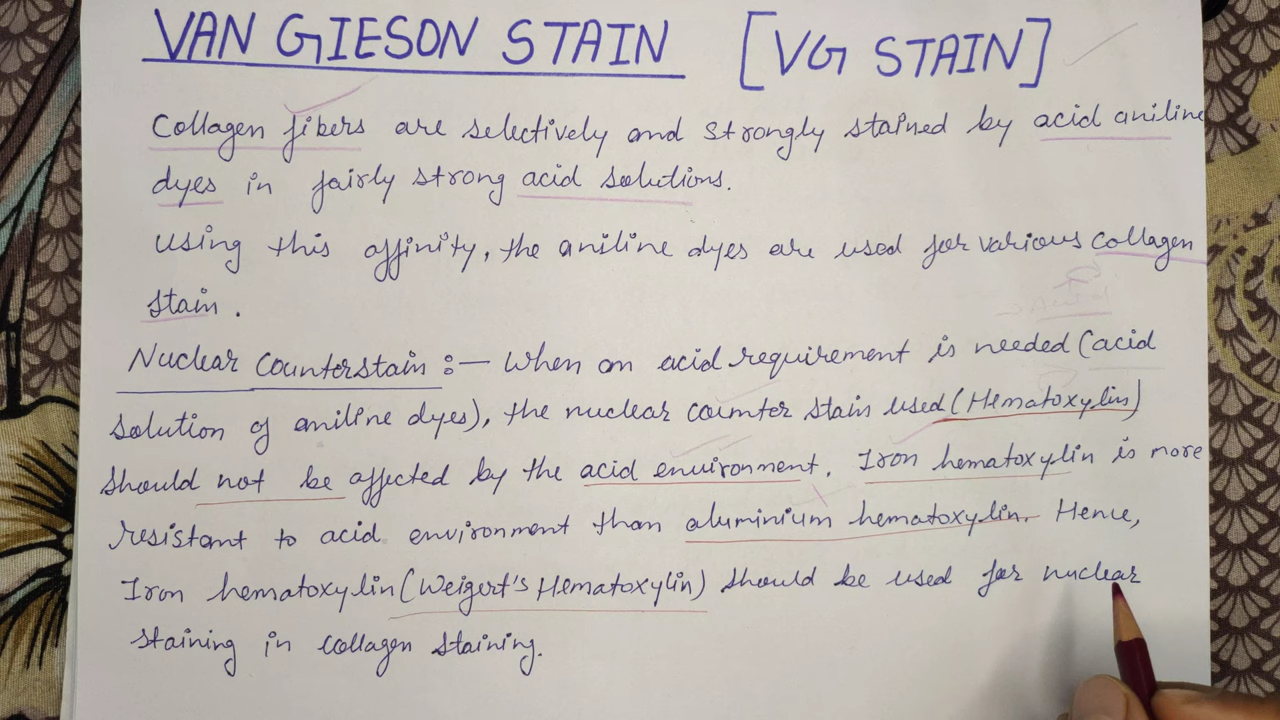 VAN GIESON STAIN [VG STAIN]
Collagen fibers are selectively and strongly stained by acid aniline
dyes in fairly strong acid solutions.
Using this affinity, the aniline dyes are used for various collagen
stain.
Nuclear Counterstain :— When an acid requirement is needed (acid
solution of aniline dyes), the nuclear counter stain used (Hematoxylin)
should not be affected by the acid environment. Iron hematoxylin is more
resistant to acid environment than aluminium hematoxylin. Hence,
Iron hematoxylin (Weigert's Hematoxylin) should be used for nuclear
staining in collagen staining.